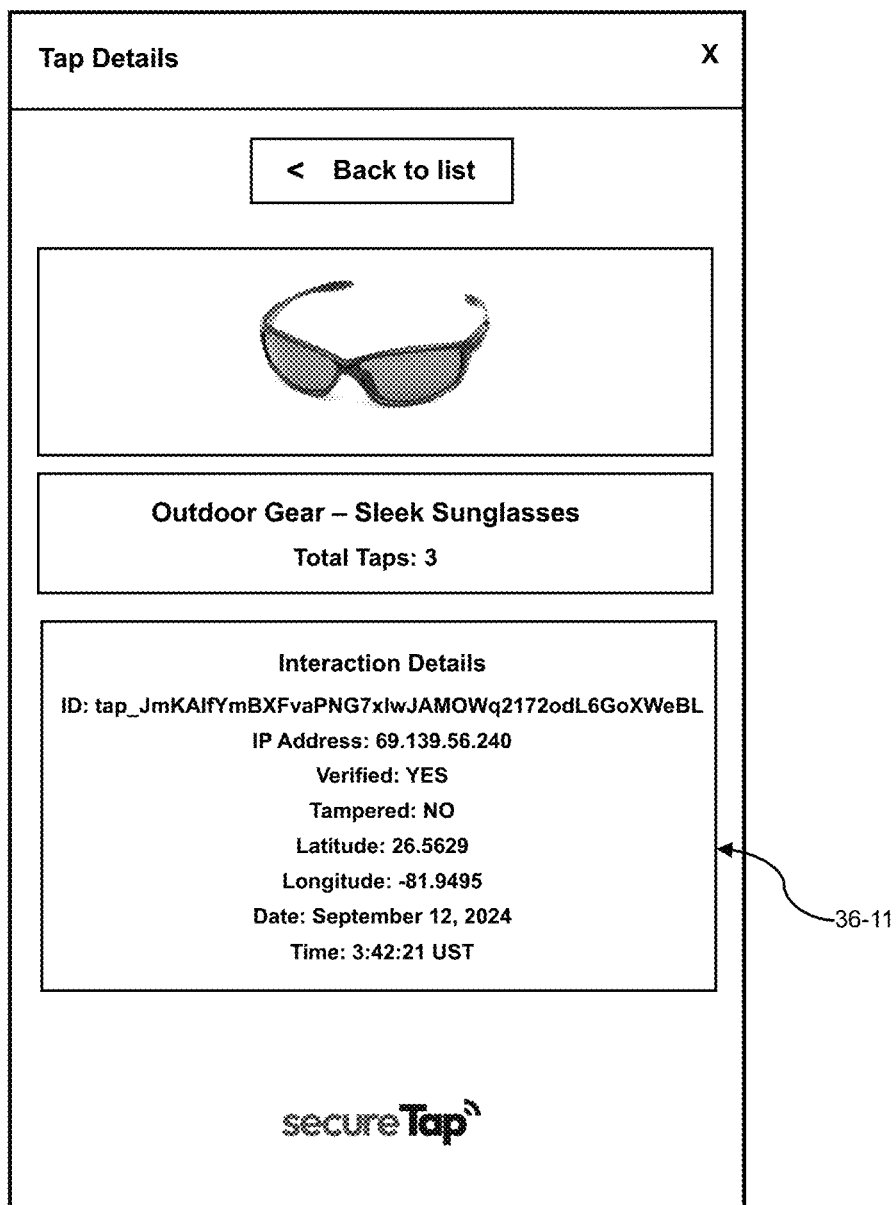 Tap Details X
< Back to list
Outdoor Gear – Sleek Sunglasses
Total Taps: 3
Interaction Details
ID: tap_JmKAIfYmBXFvaPNG7xIwJAMOWq2172odL6GoXWeBL
IP Address: 69.139.56.240
Verified: YES
Tampered: NO
Latitude: 26.5629
Longitude: -81.9495
Date: September 12, 2024
Time: 3:42:21 UST
36-11
secureTap